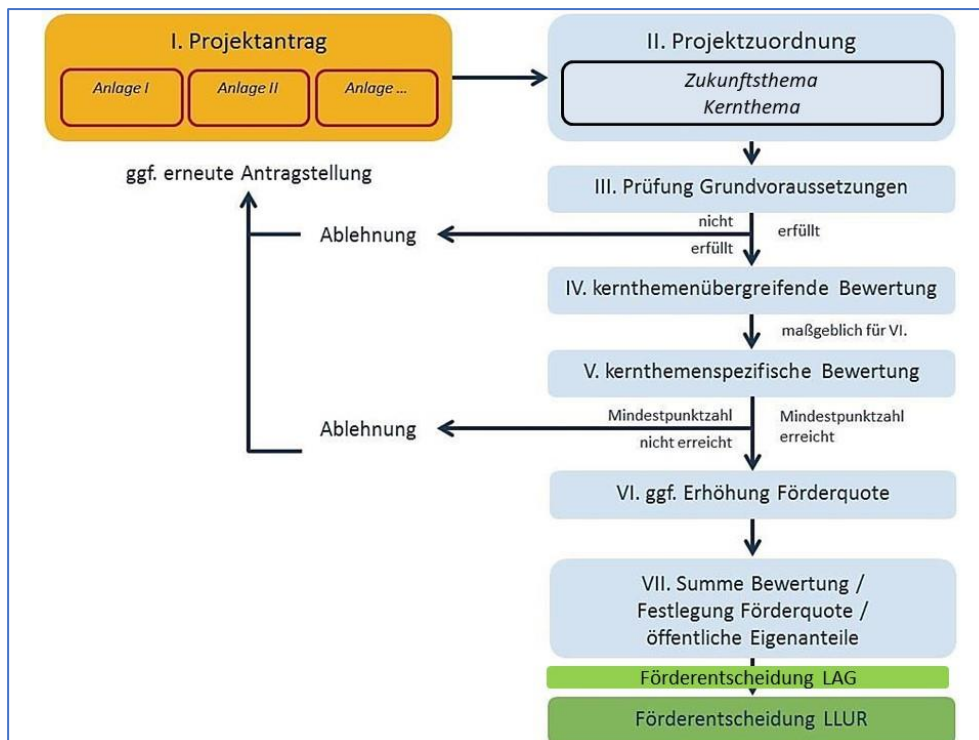 I. Projektantrag
Anlage I
Anlage II
Anlage ...
II. Projektzuordnung
Zukunftsthema
Kernthema
ggf. erneute Antragstellung
III. Prüfung Grundvoraussetzungen
nicht
erfüllt
erfüllt
Ablehnung
IV. kernthemenübergreifende Bewertung
maßgeblich für VI.
V. kernthemenspezifische Bewertung
Mindestpunktzahl
nicht erreicht
Mindestpunktzahl
erreicht
Ablehnung
VI. ggf. Erhöhung Förderquote
VII. Summe Bewertung /
Festlegung Förderquote /
öffentliche Eigenanteile
Förderentscheidung LAG
Förderentscheidung LLUR